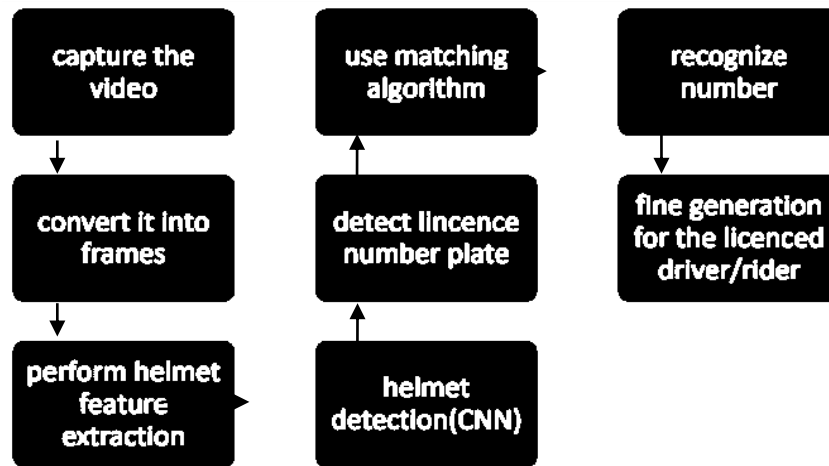 capture the
video
convert it into
frames
perform helmet
feature
extraction
helmet
detection(CNN)
detect lincence
number plate
use matching
algorithm
recognize
number
fine generation
for the licenced
driver/rider